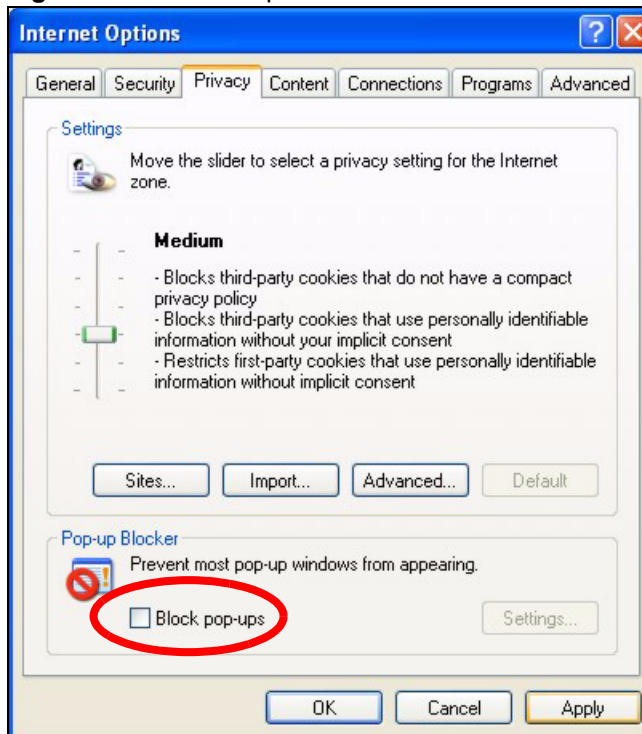 Internet Options
General Security Privacy Content Connections Programs Advanced
Settings
Move the slider to select a privacy setting for the Internet
zone.
Medium
- Blocks third-party cookies that do not have a compact
privacy policy
- Blocks third-party cookies that use personally identifiable
information without your implicit consent
- Restricts first-party cookies that use personally identifiable
information without implicit consent
Sites... Import... Advanced... Default
Pop-up Blocker
Prevent most pop-up windows from appearing.
Block pop-ups Settings...
OK Cancel Apply